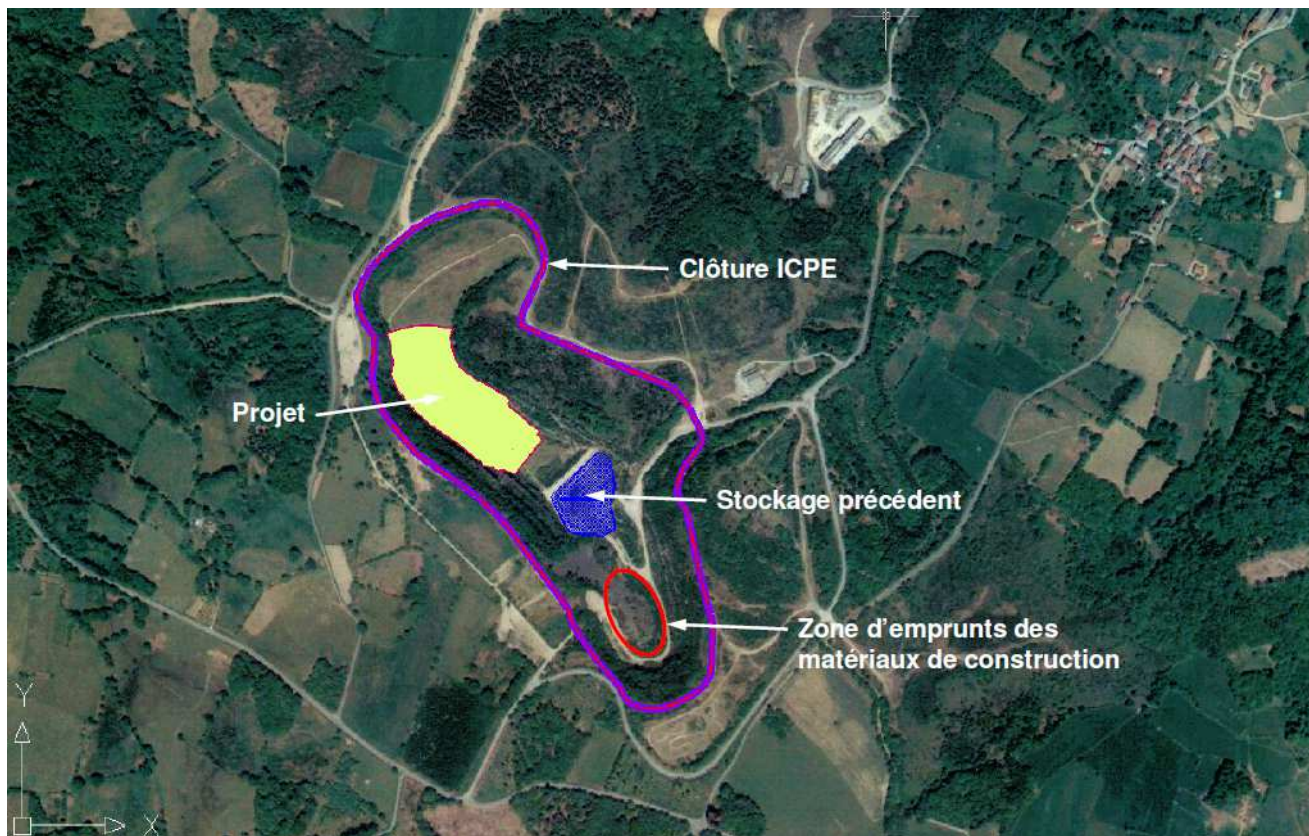 Clôture ICPE
Projet
Stockage précédent
Zone d'emprunts des
matériaux de construction
Y
X